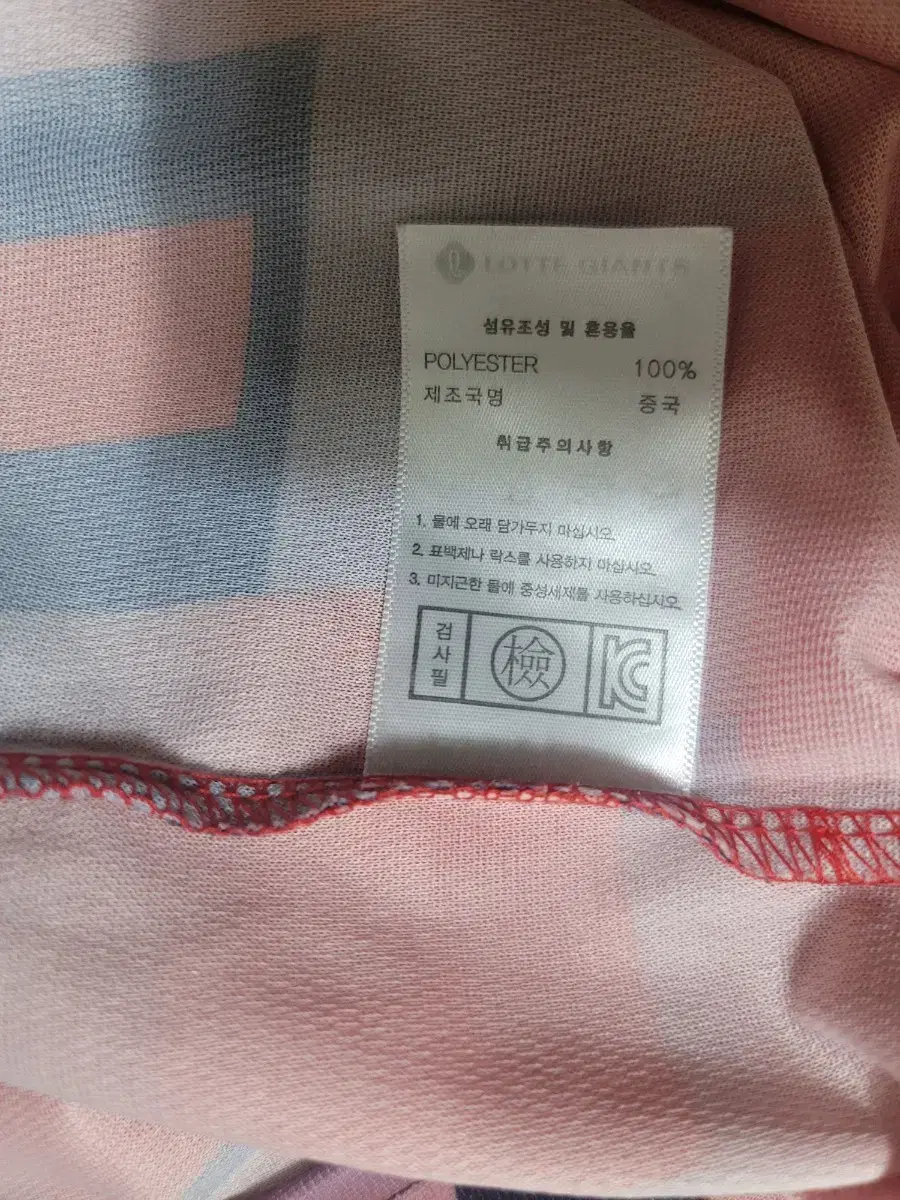 LOTTE GIANTS
섬유조성 및 혼용율
POLYESTER 100%
제조국명 중국
취급주의사항
1. 물에 오래 담가두지 마십시오.
2. 표백제나 락스를 사용하지 마십시오.
3. 미지근한 물에 중성세제를 사용하십시오.
검사필 檢 KC